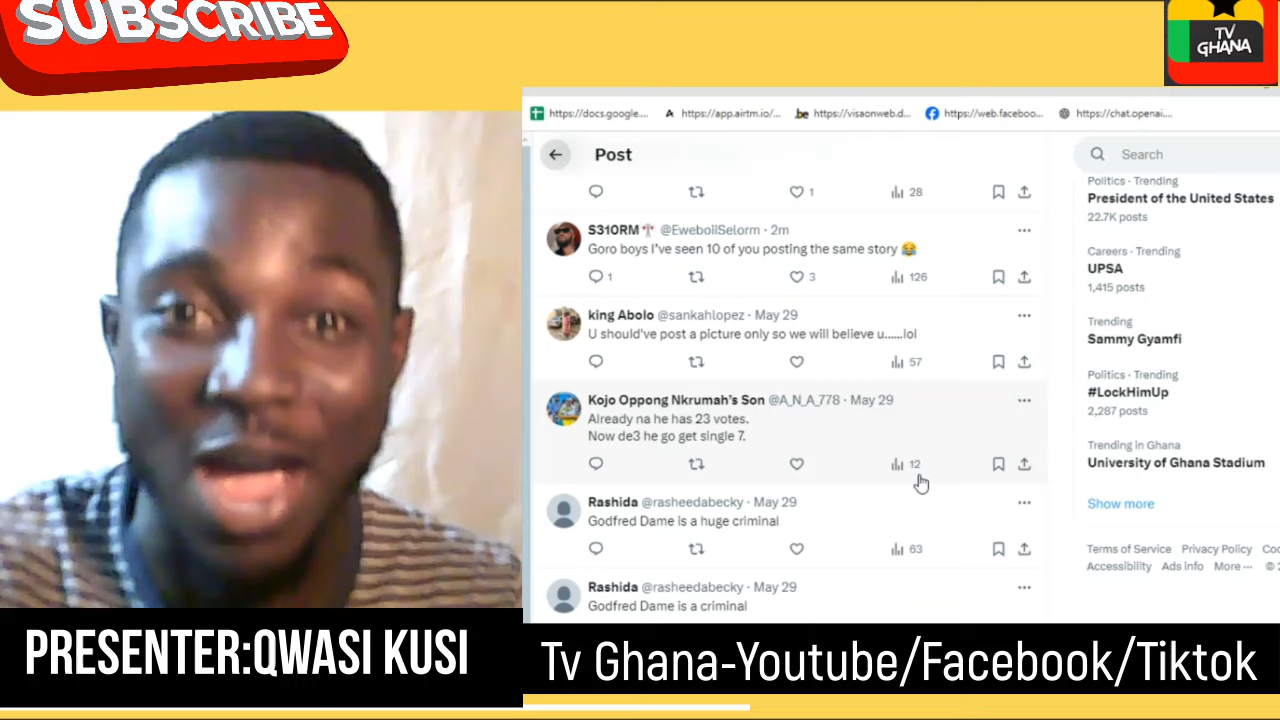 SUBSCRIBE
TV
GHANA
https://docs.google....
https://app.airtm.io/...
.be
https://visaonweb.d...
https://web.faceboo...
https://chat.openai....
Post
Search
1
28
S31ORM @EweboiiSelorm · 2m
Goro boys I've seen 10 of you posting the same story 😂
1
3
126
king Abolo @sankahlopez · May 29
U should've post a picture only so we will believe u......lol
57
Kojo Oppong Nkrumah's Son @A_N_A_778 · May 29
Already na he has 23 votes.
Now de3 he go get single 7.
12
Rashida @rasheedabecky · May 29
Godfred Dame is a huge criminal
63
Rashida @rasheedabecky · May 29
Godfred Dame is a criminal
Politics · Trending
President of the United States
22.7K posts
Careers · Trending
UPSA
1,415 posts
Trending
Sammy Gyamfi
Politics · Trending
#LockHimUp
2,287 posts
Trending in Ghana
University of Ghana Stadium
Show more
Terms of Service Privacy Policy Coo
Accessibility Ads info More ··· © 2
PRESENTER:QWASI KUSI
Tv Ghana-Youtube/Facebook/Tiktok